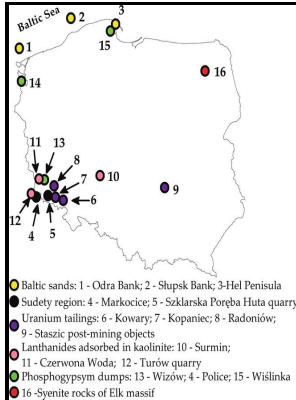 Baltic Sea
2
3
1
15
16
14
11
13
8
7
10
9
6
12
4
5
Baltic sands: 1 - Odra Bank; 2 - Słupsk Bank; 3-Hel Penisula
Sudety region: 4 - Markocice; 5 - Szklarska Poręba Huta quarry
Uranium tailings: 6 - Kowary; 7 - Kopaniec; 8 - Radoniów;
9 - Staszic post-mining objects
Lanthanides adsorbed in kaolinite: 10 - Surmin;
11 - Czerwona Woda; 12 - Turów quarry
Phosphogypsym dumps: 13 - Wizów; 4 - Police; 15 - Wiślinka
16 -Syenite rocks of Elk massif